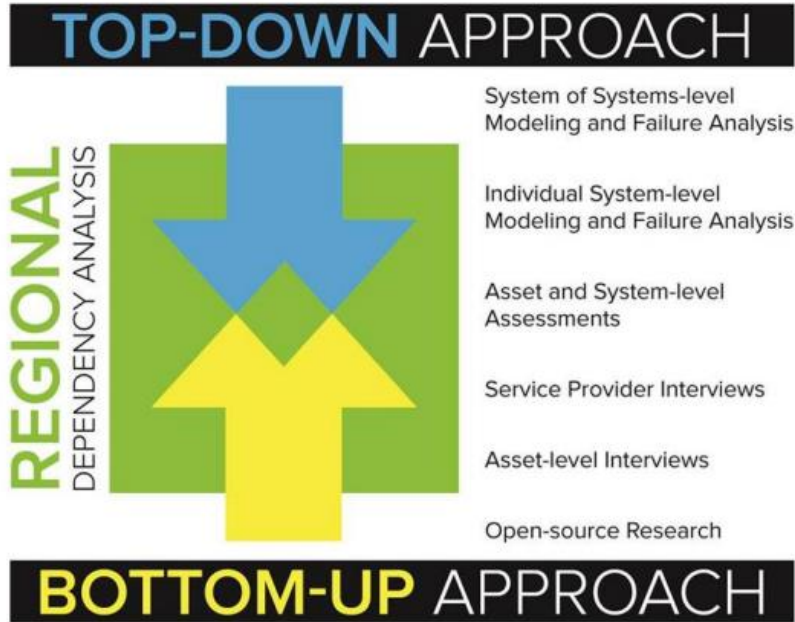 TOP-DOWN APPROACH
REGIONAL
DEPENDENCY ANALYSIS
System of Systems-level
Modeling and Failure Analysis
Individual System-level
Modeling and Failure Analysis
Asset and System-level
Assessments
Service Provider Interviews
Asset-level Interviews
Open-source Research
BOTTOM-UP APPROACH